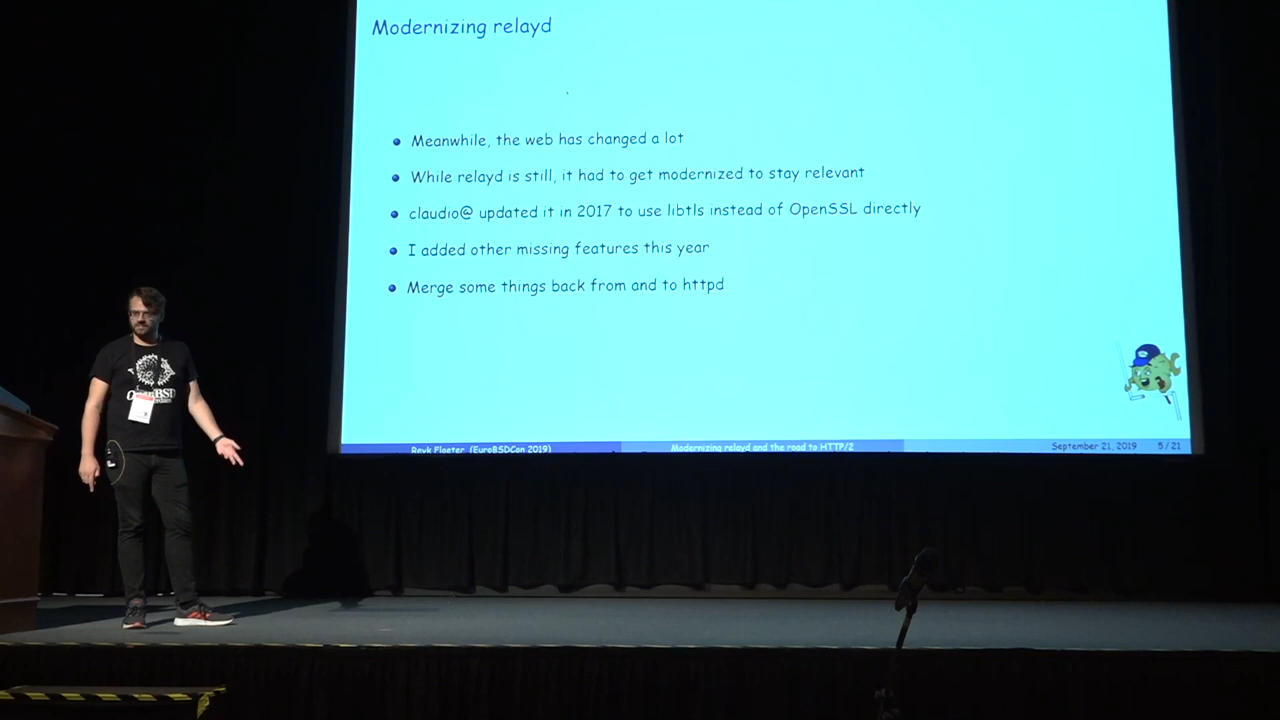 Modernizing relayd
Meanwhile, the web has changed a lot
While relayd is still, it had to get modernized to stay relevant
claudio@ updated it in 2017 to use libtls instead of OpenSSL directly
I added other missing features this year
Merge some things back from and to httpd
Reyk Floeter (EuroBSDCon 2019)
Modernizing relayd and the road to HTTP/2
September 21, 2019
5 / 21